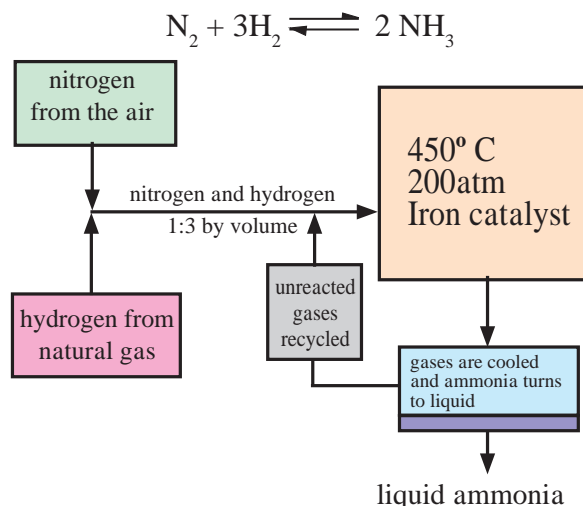 N₂ + 3H₂ ⇌ 2 NH₃
nitrogen
from the air
450º C
200atm
Iron catalyst
nitrogen and hydrogen
1:3 by volume
hydrogen from
natural gas
unreacted
gases
recycled
gases are cooled
and ammonia turns
to liquid
liquid ammonia